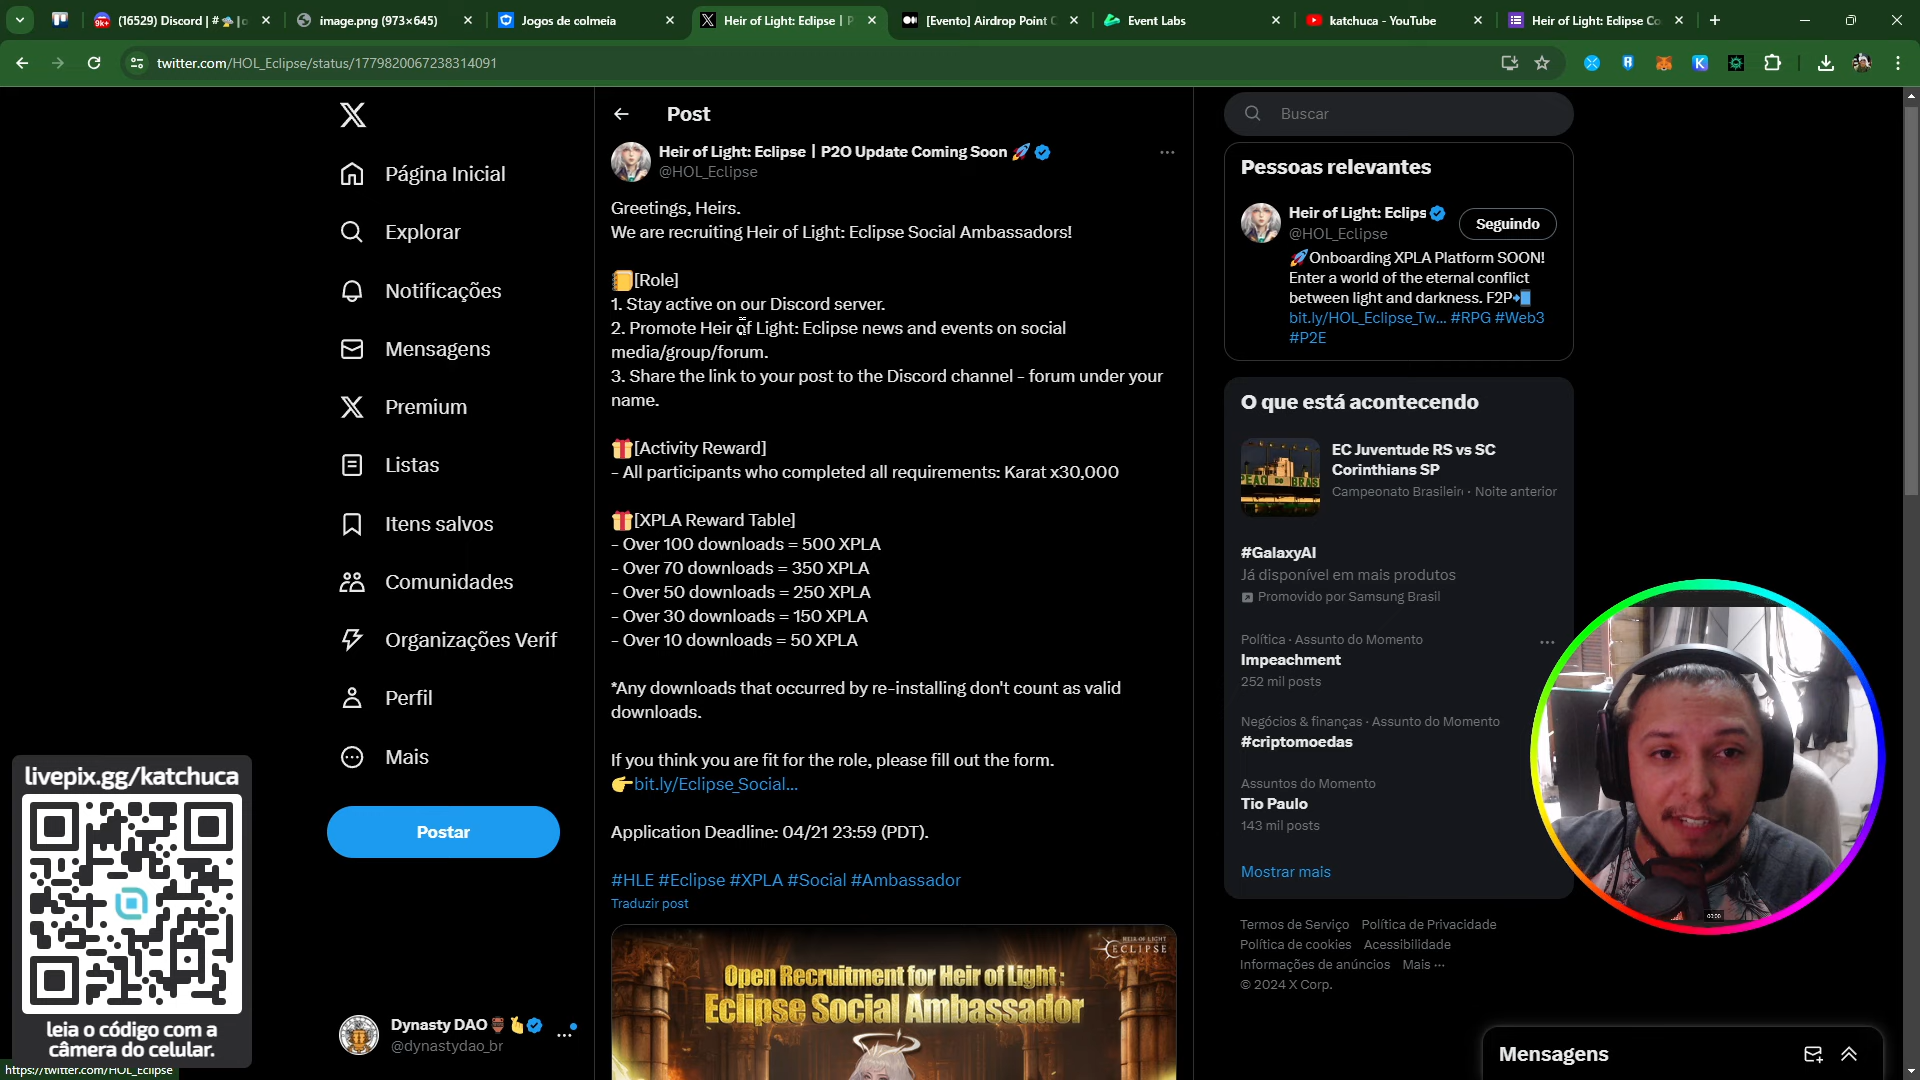 (16529) Discord | #
image.png (973×645)
Jogos de colmeia
Heir of Light: Eclipse | P
[Evento] Airdrop Point C
Event Labs
katchuca - YouTube
Heir of Light: Eclipse Co
twitter.com/HOL_Eclipse/status/1779820067238314091
Página Inicial
Explorar
Notificações
Mensagens
Premium
Listas
Itens salvos
Comunidades
Organizações Verif
Perfil
Mais
Postar
Dynasty DAO
@dynastydao_br
livepix.gg/katchuca
leia o código com a
câmera do celular.
https://twitter.com/HOL_Eclipse
Post
Heir of Light: Eclipse | P2O Update Coming Soon 🚀
@HOL_Eclipse
Greetings, Heirs.
We are recruiting Heir of Light: Eclipse Social Ambassadors!
📒[Role]
1. Stay active on our Discord server.
2. Promote Heir of Light: Eclipse news and events on social
media/group/forum.
3. Share the link to your post to the Discord channel - forum under your
name.
🎁[Activity Reward]
- All participants who completed all requirements: Karat x30,000
🎁[XPLA Reward Table]
- Over 100 downloads = 500 XPLA
- Over 70 downloads = 350 XPLA
- Over 50 downloads = 250 XPLA
- Over 30 downloads = 150 XPLA
- Over 10 downloads = 50 XPLA
*Any downloads that occurred by re-installing don't count as valid
downloads.
If you think you are fit for the role, please fill out the form.
👉bit.ly/Eclipse_Social...
Application Deadline: 04/21 23:59 (PDT).
#HLE #Eclipse #XPLA #Social #Ambassador
Traduzir post
HEIR OF LIGHT
ECLIPSE
Open Recruitment for Heir of Light :
Eclipse Social Ambassador
Buscar
Pessoas relevantes
Heir of Light: Eclips
@HOL_Eclipse
Seguindo
🚀Onboarding XPLA Platform SOON!
Enter a world of the eternal conflict
between light and darkness. F2P📲
bit.ly/HOL_Eclipse_Tw... #RPG #Web3
#P2E
O que está acontecendo
EC Juventude RS vs SC
Corinthians SP
Campeonato Brasileir · Noite anterior
#GalaxyAI
Já disponível em mais produtos
Promovido por Samsung Brasil
Política · Assunto do Momento
Impeachment
252 mil posts
Negócios & finanças · Assunto do Momento
#criptomoedas
Assuntos do Momento
Tio Paulo
143 mil posts
Mostrar mais
Termos de Serviço Política de Privacidade
Política de cookies Acessibilidade
Informações de anúncios Mais ···
© 2024 X Corp.
Mensagens